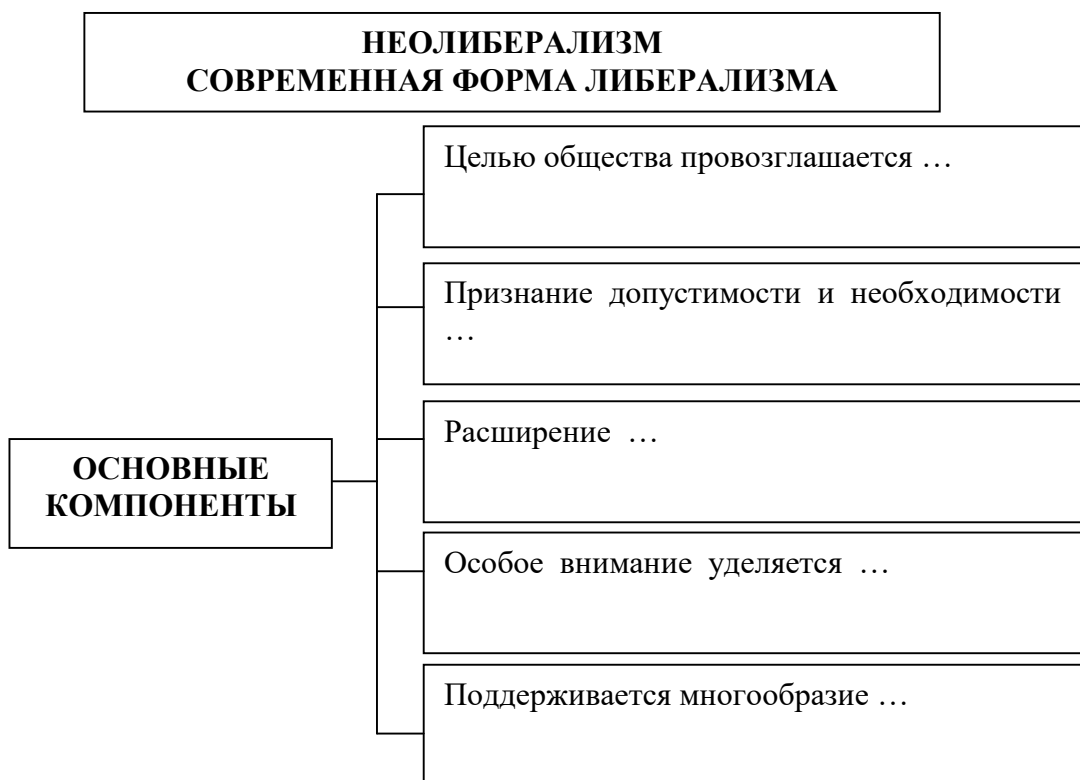 НЕОЛИБЕРАЛИЗМ
СОВРЕМЕННАЯ ФОРМА ЛИБЕРАЛИЗМА
Целью общества провозглашается …
Признание допустимости и необходимости
…
Расширение …
ОСНОВНЫЕ
КОМПОНЕНТЫ
Особое внимание уделяется …
Поддерживается многообразие …